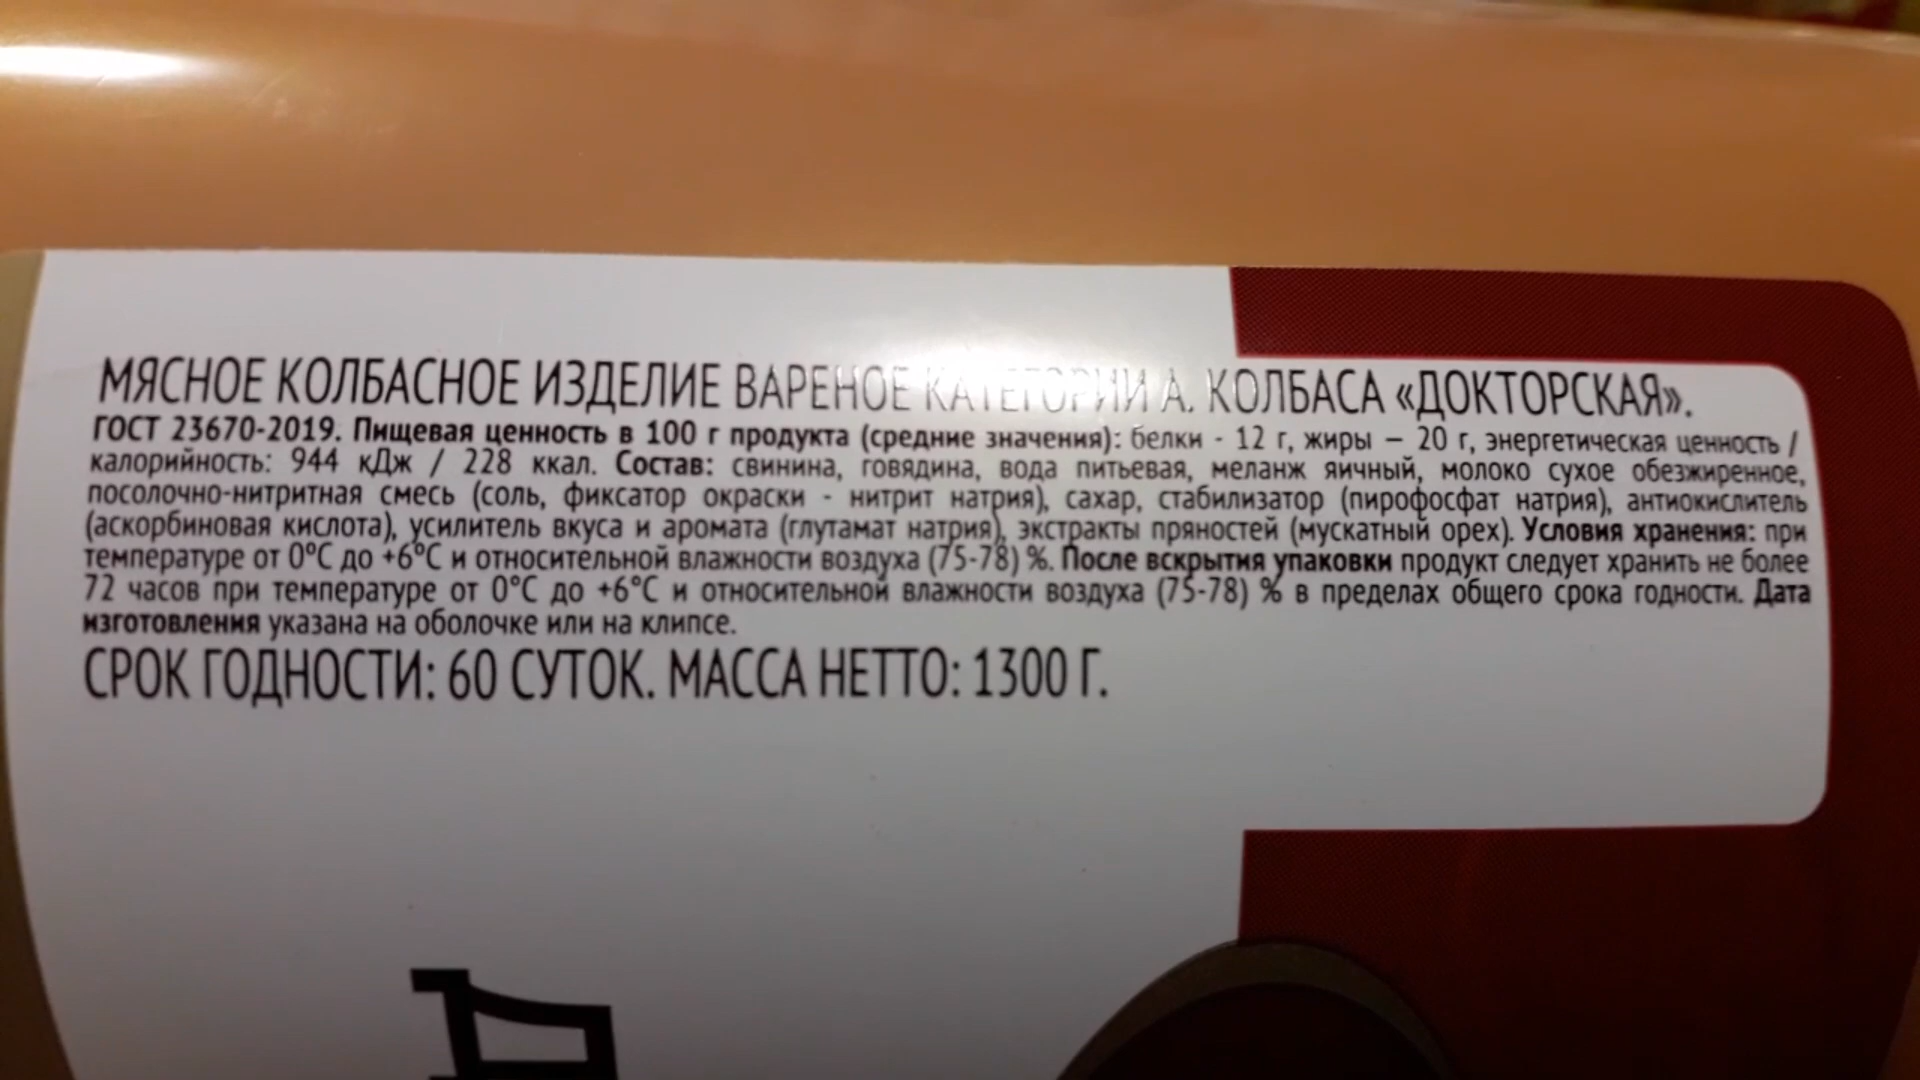 МЯСНОЕ КОЛБАСНОЕ ИЗДЕЛИЕ ВАРЕНОЕ КАТЕГОРИИ А. КОЛБАСА «ДОКТОРСКАЯ».
ГОСТ 23670-2019. Пищевая ценность в 100 г продукта (средние значения): белки - 12 г, жиры – 20 г, энергетическая ценность /
калорийность: 944 кДж / 228 ккал. Состав: свинина, говядина, вода питьевая, меланж яичный, молоко сухое обезжиренное,
посолочно-нитритная смесь (соль, фиксатор окраски - нитрит натрия), сахар, стабилизатор (пирофосфат натрия), антиокислитель
(аскорбиновая кислота), усилитель вкуса и аромата (глутамат натрия), экстракты пряностей (мускатный орех). Условия хранения: при
температуре от 0°С до +6°С и относительной влажности воздуха (75-78) %. После вскрытия упаковки продукт следует хранить не более
72 часов при температуре от 0°С до +6°С и относительной влажности воздуха (75-78) % в пределах общего срока годности. Дата
изготовления указана на оболочке или на клипсе.
СРОК ГОДНОСТИ: 60 СУТОК. МАССА НЕТТО: 1300 Г.